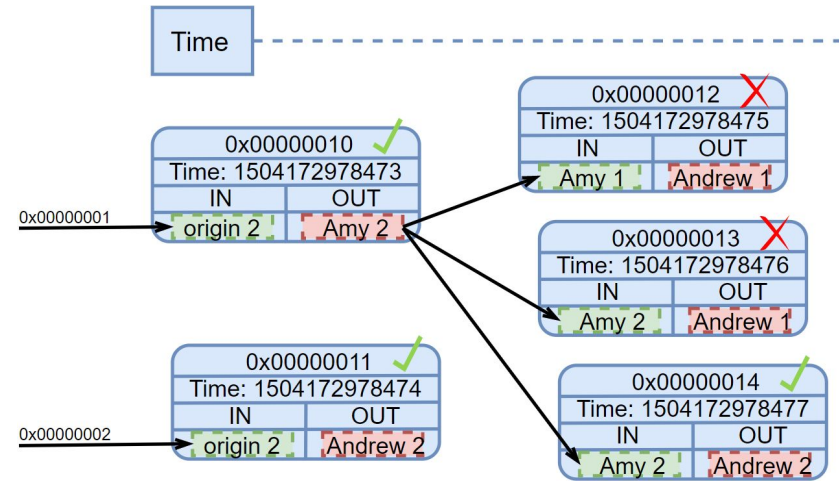 Time
0x00000012
Time: 1504172978475
IN OUT
Amy 1 Andrew 1
0x00000010
Time: 1504172978473
IN OUT
0x00000001
origin 2 Amy 2
0x00000013
Time: 1504172978476
IN OUT
Amy 2 Andrew 1
0x00000011
Time: 1504172978474
IN OUT
0x00000002
origin 2 Andrew 2
0x00000014
Time: 1504172978477
IN OUT
Amy 2 Andrew 2